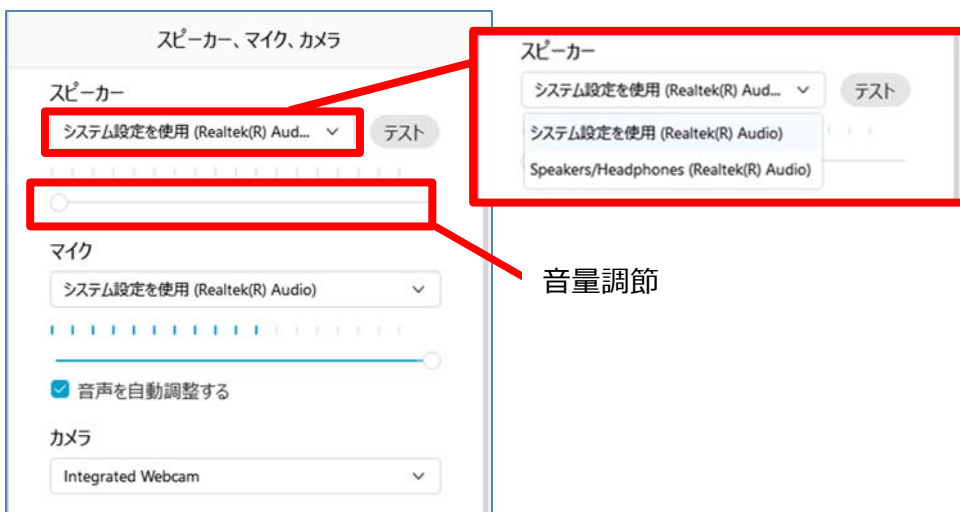 スピーカー、マイク、カメラ
スピーカー
システム設定を使用 (Realtek(R) Aud...
テスト
マイク
システム設定を使用 (Realtek(R) Audio)
音声を自動調整する
カメラ
Integrated Webcam
スピーカー
システム設定を使用 (Realtek(R) Aud...
テスト
システム設定を使用 (Realtek(R) Audio)
Speakers/Headphones (Realtek(R) Audio)
音量調節